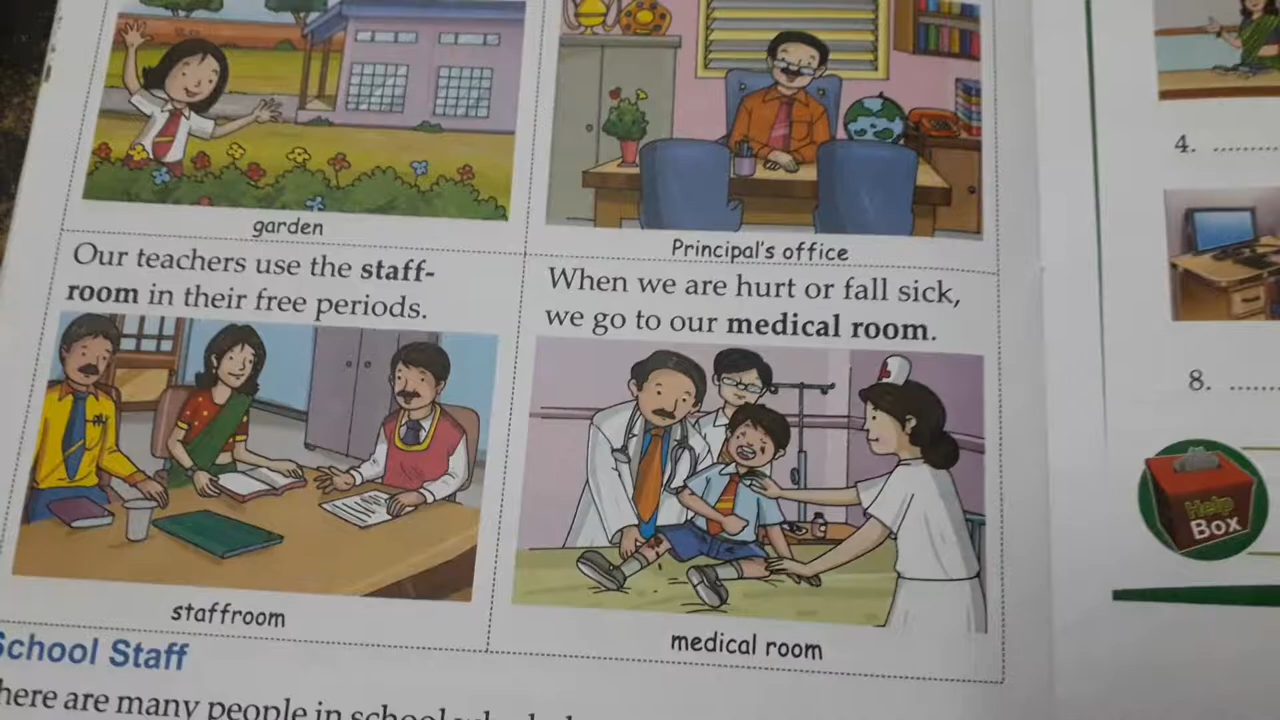 garden
Principal's office
Our teachers use the staff-
room in their free periods.
When we are hurt or fall sick,
we go to our medical room.
staffroom
medical room
School Staff
here are many people in school
4. ..........
8. ......
Help
Box